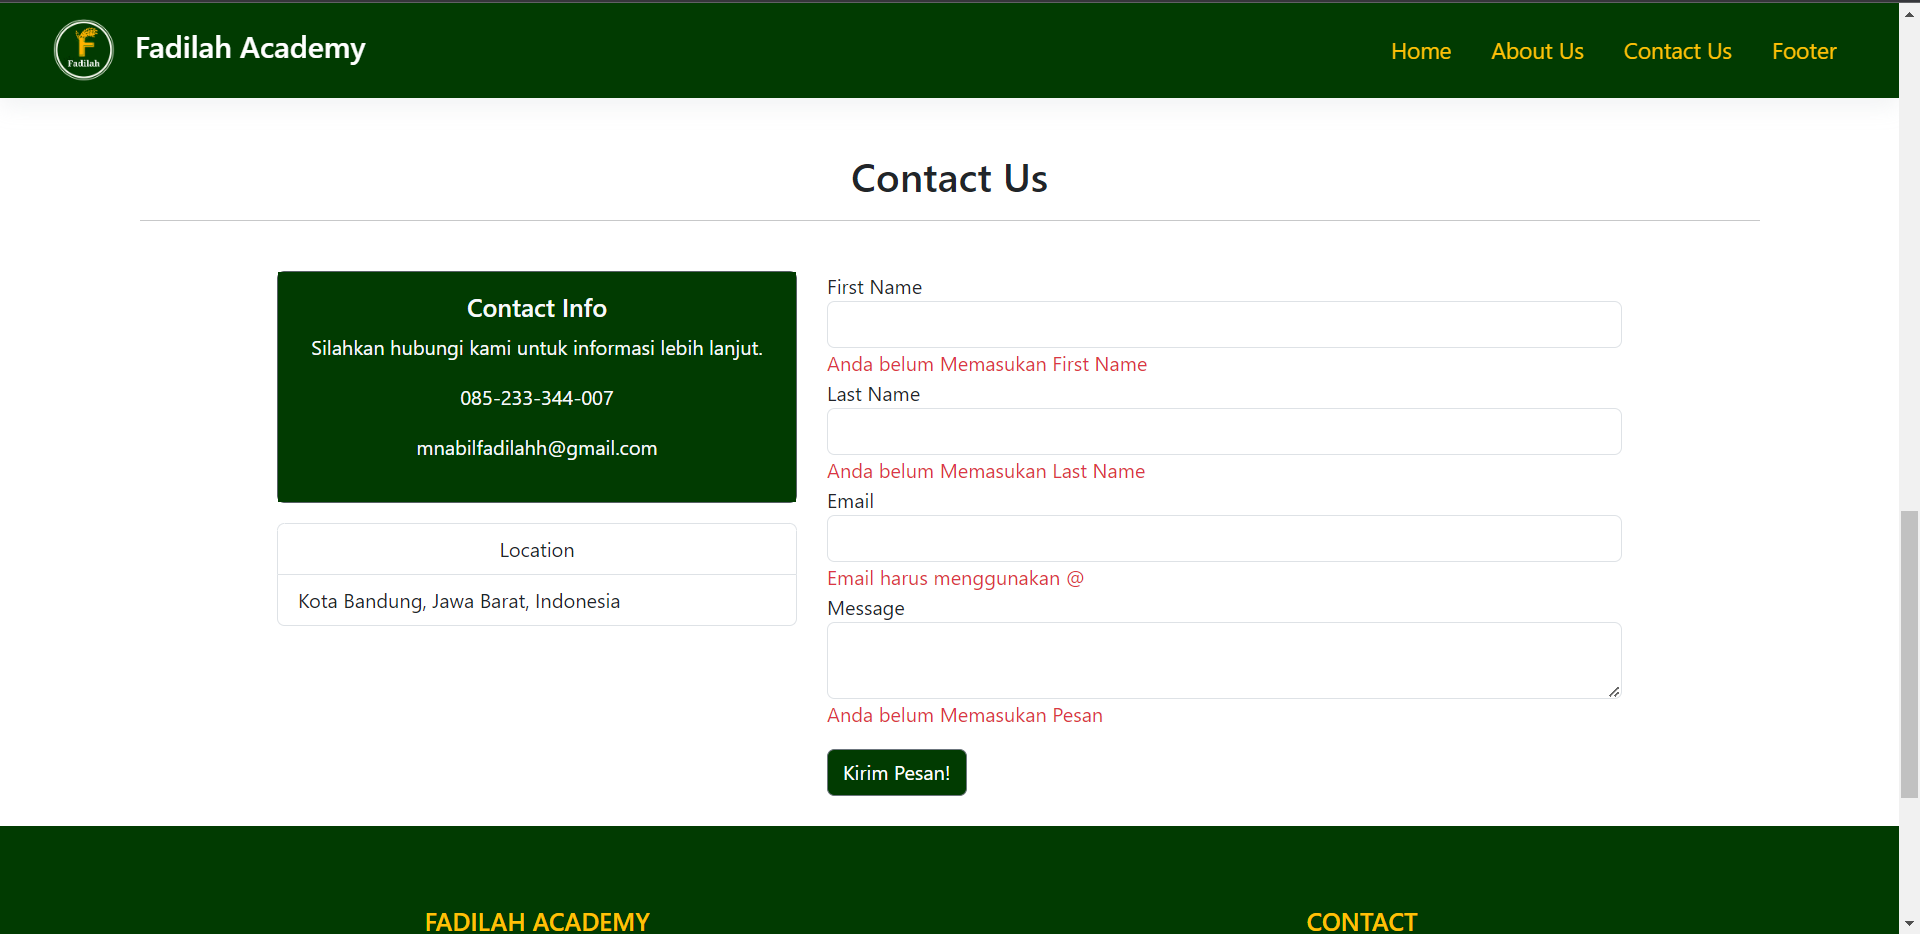 F
Fadilah
Fadilah Academy
Home
About Us
Contact Us
Footer
Contact Us
Contact Info
Silahkan hubungi kami untuk informasi lebih lanjut.
085-233-344-007
mnabilfadilahh@gmail.com
Location
Kota Bandung, Jawa Barat, Indonesia
First Name
Anda belum Memasukan First Name
Last Name
Anda belum Memasukan Last Name
Email
Email harus menggunakan @
Message
Anda belum Memasukan Pesan
Kirim Pesan!
FADILAH ACADEMY
CONTACT